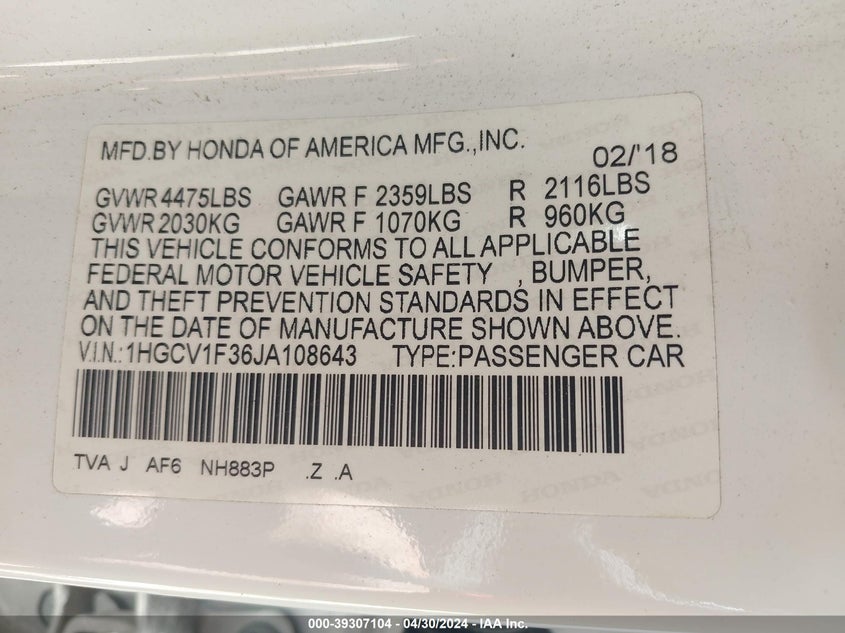 MFD.BY HONDA OF AMERICA MFG.,INC. 02/'18
GVWR 4475LBS GAWR F 2359LBS R 2116LBS
GVWR 2030KG GAWR F 1070KG R 960KG
THIS VEHICLE CONFORMS TO ALL APPLICABLE
FEDERAL MOTOR VEHICLE SAFETY , BUMPER,
AND THEFT PREVENTION STANDARDS IN EFFECT
ON THE DATE OF MANUFACTURE SHOWN ABOVE.
V.I.N.:1HGCV1F36JA108643 TYPE:PASSENGER CAR
TVA J AF6 NH883P .Z .A
HONDA
000-39307104 - 04/30/2024 - IAA Inc.